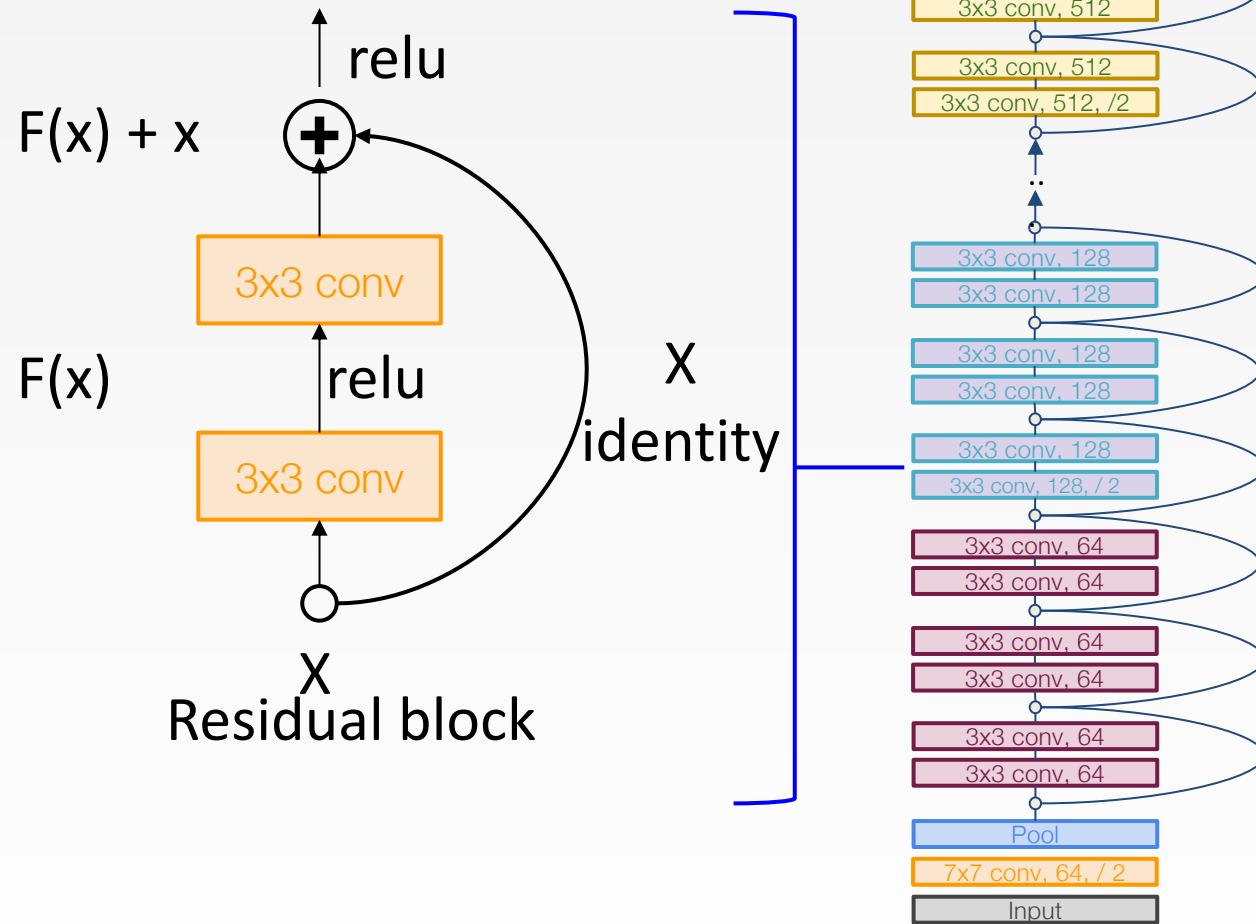 relu
F(x) + x
3x3 conv
F(x)
relu
X
identity
3x3 conv
X
Residual block
3x3 conv, 512
3x3 conv, 512
3x3 conv, 512, /2
..
3x3 conv, 128
3x3 conv, 128
3x3 conv, 128
3x3 conv, 128
3x3 conv, 128
3x3 conv, 128, / 2
3x3 conv, 64
3x3 conv, 64
3x3 conv, 64
3x3 conv, 64
3x3 conv, 64
3x3 conv, 64
Pool
7x7 conv, 64, / 2
Input